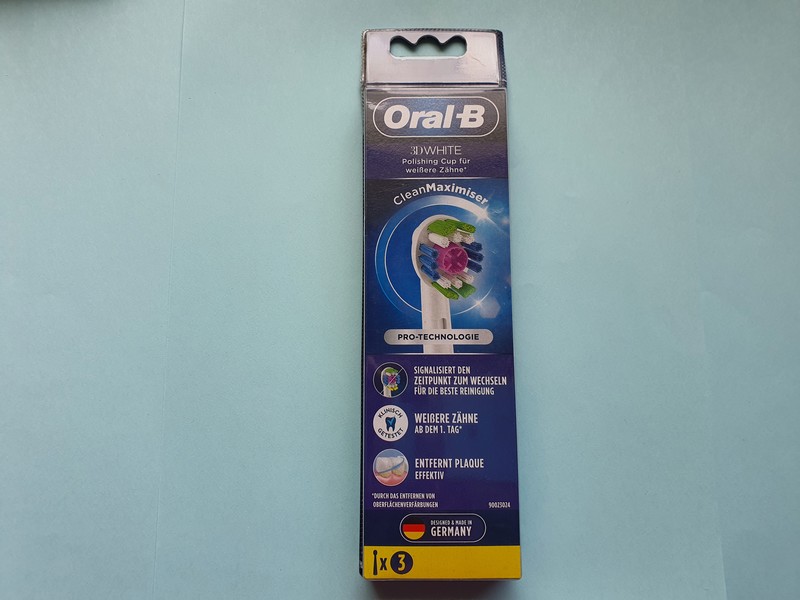 Oral-B
3DWHITE
Polishing Cup für
weißere Zähne*
CleanMaximiser
PRO-TECHNOLOGIE
SIGNALISIERT DEN
ZEITPUNKT ZUM WECHSELN
FÜR DIE BESTE REINIGUNG
KLINISCH
GETESTET
WEIßERE ZÄHNE
AB DEM 1. TAG*
ENTFERNT PLAQUE
EFFEKTIV
*DURCH DAS ENTFERNEN VON
OBERFLÄCHENVERFÄRBUNGEN
90023024
DESIGNED & MADE IN
GERMANY
x 3